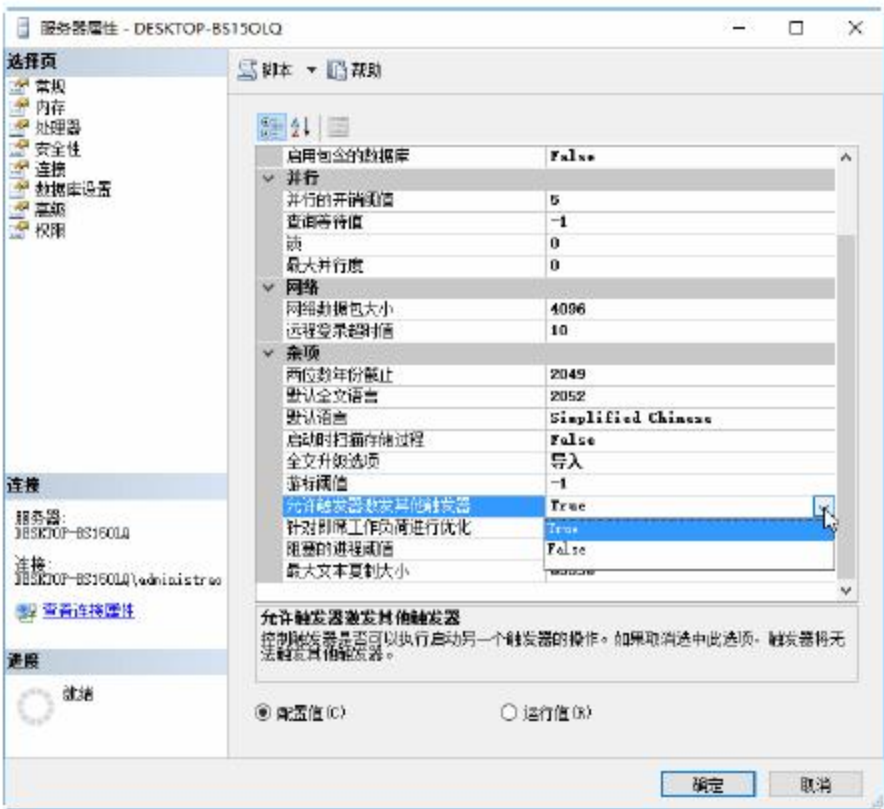 服务器属性 - DESKTOP-BS15OLQ
选择页
常规
内存
处理器
安全性
连接
数据库设置
高级
权限
脚本 帮助
启用包含的数据库 False
并行
并行的开销阈值 5
查询等待值 -1
锁 0
最大并行度 0
网络
网络数据包大小 4096
远程登录超时值 10
杂项
两位数年份截止 2049
默认全文语言 2052
默认语言 Simplified Chinese
启动时扫描存储过程 False
全文升级选项 导入
游标阈值 -1
允许触发器激发其他触发器 True
针对即席工作负荷进行优化 True
阻塞的进程阈值 False
最大文本复制大小
连接
服务器:
DESKTOP-BS15OLQ
连接:
DESKTOP-BS15OLQ\administrao
查看连接属性
进度
就绪
允许触发器激发其他触发器
控制触发器是否可以执行启动另一个触发器的操作。如果取消选中此选项，触发器将无
法触发其他触发器。
配置值(C) 运行值(R)
确定 取消